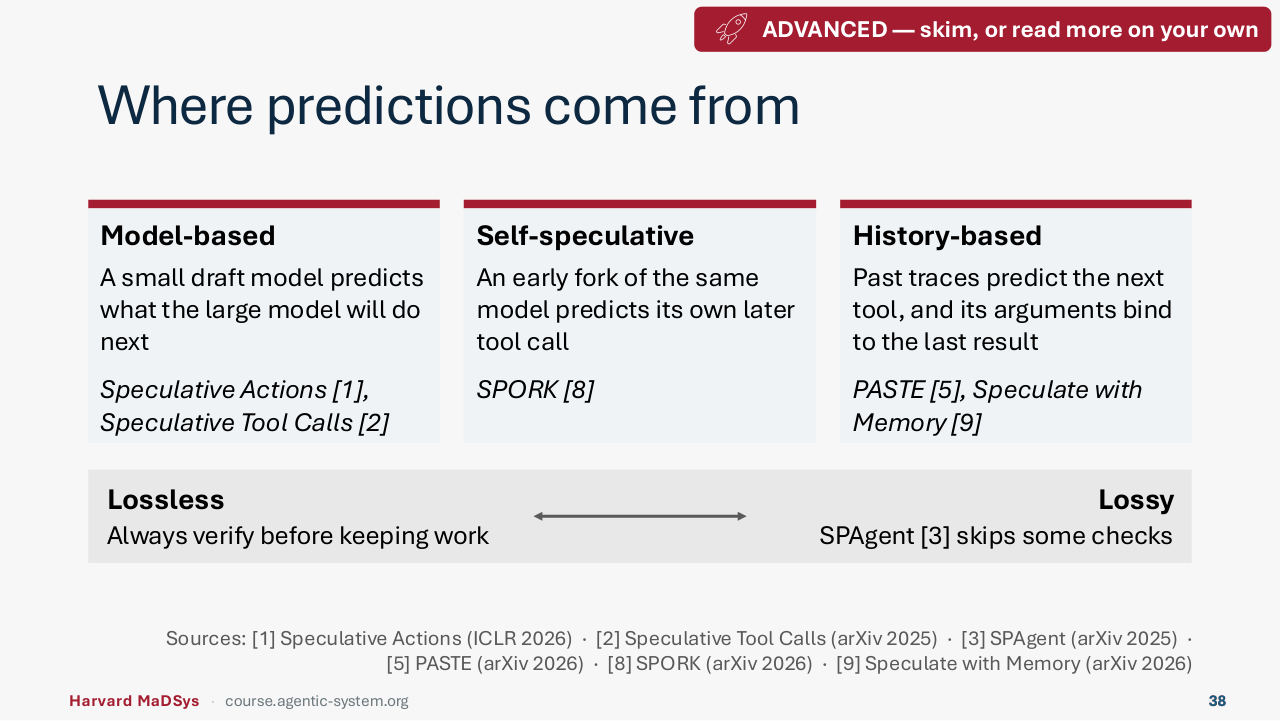 ADVANCED — skim, or read more on your own
Where predictions come from
Model-based
A small draft model predicts
what the large model will do
next
Speculative Actions [1],
Speculative Tool Calls [2]
Self-speculative
An early fork of the same
model predicts its own later
tool call
SPORK [8]
History-based
Past traces predict the next
tool, and its arguments bind
to the last result
PASTE [5], Speculate with
Memory [9]
Lossless
Always verify before keeping work
Lossy
SPAgent [3] skips some checks
Sources: [1] Speculative Actions (ICLR 2026) · [2] Speculative Tool Calls (arXiv 2025) · [3] SPAgent (arXiv 2025) ·
[5] PASTE (arXiv 2026) · [8] SPORK (arXiv 2026) · [9] Speculate with Memory (arXiv 2026)
Harvard MaDSys · course.agentic-system.org
38